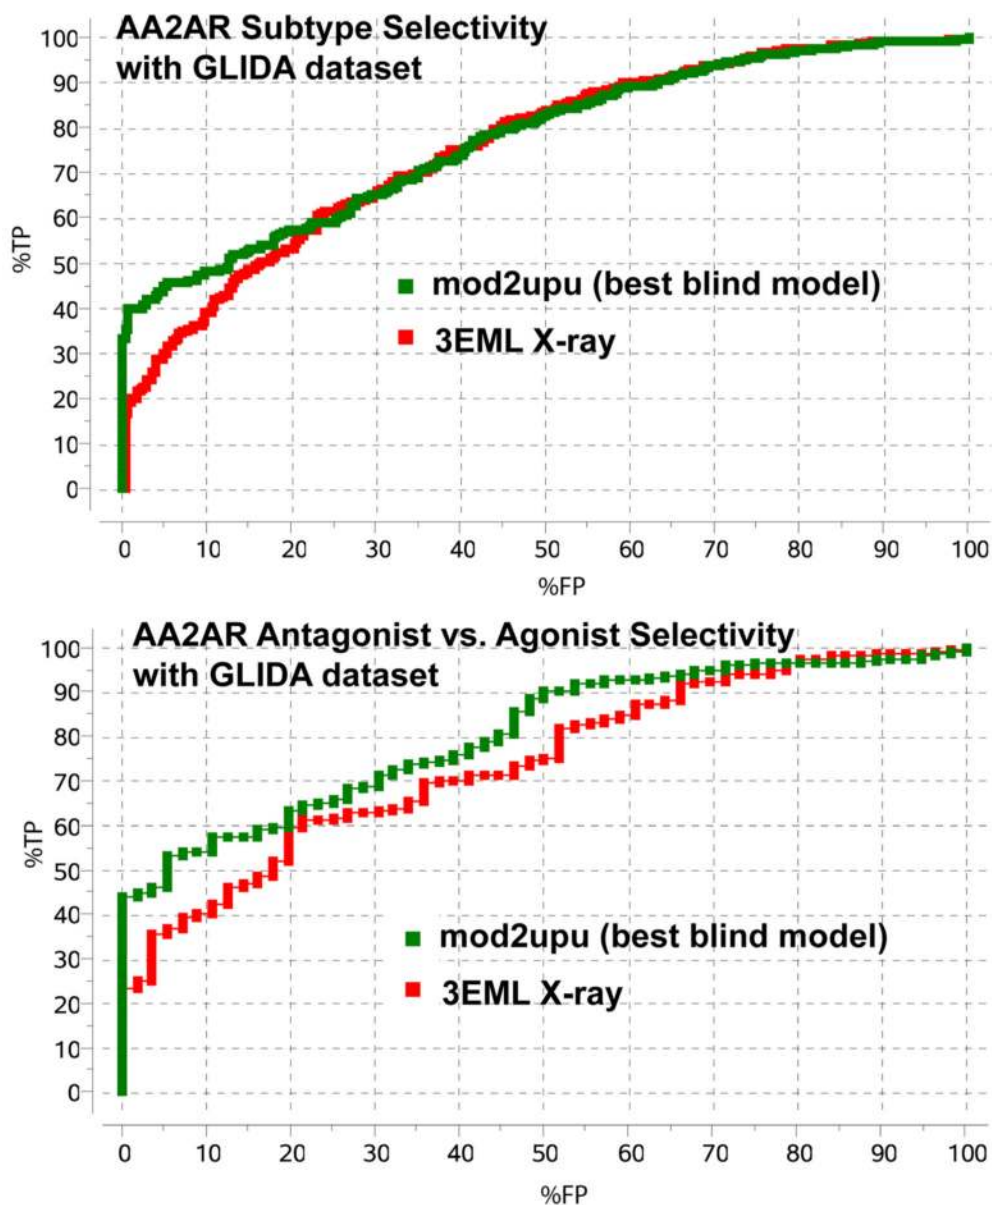 AA2AR Subtype Selectivity
with GLIDA dataset
100
90
80
70
60
50
40
30
20
10
0
%TP
mod2upu (best blind model)
3EML X-ray
0 10 20 30 40 50 60 70 80 90 100
%FP
AA2AR Antagonist vs. Agonist Selectivity
with GLIDA dataset
100
90
80
70
60
50
40
30
20
10
0
%TP
mod2upu (best blind model)
3EML X-ray
0 10 20 30 40 50 60 70 80 90 100
%FP